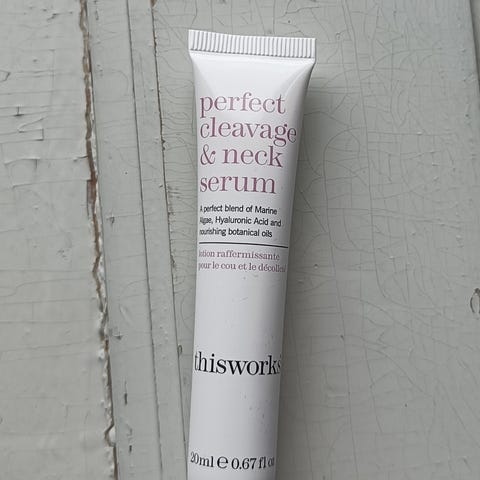 perfect
cleavage
& neck
serum
A perfect blend of Marine
Algae, Hyaluronic Acid and
nourishing botanical oils
lotion raffermissante
pour le cou et le décolleté
thisworks
20ml e 0.67 fl oz